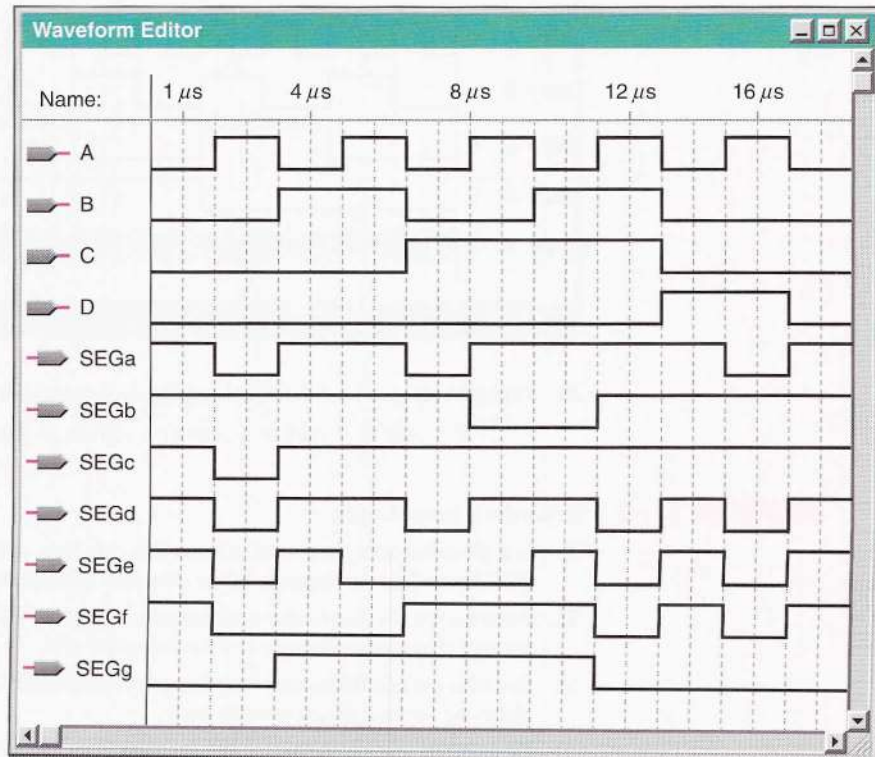 Waveform Editor
Name: 1 μs 4 μs 8 μs 12 μs 16 μs
A
B
C
D
SEGa
SEGb
SEGc
SEGd
SEGe
SEGf
SEGg